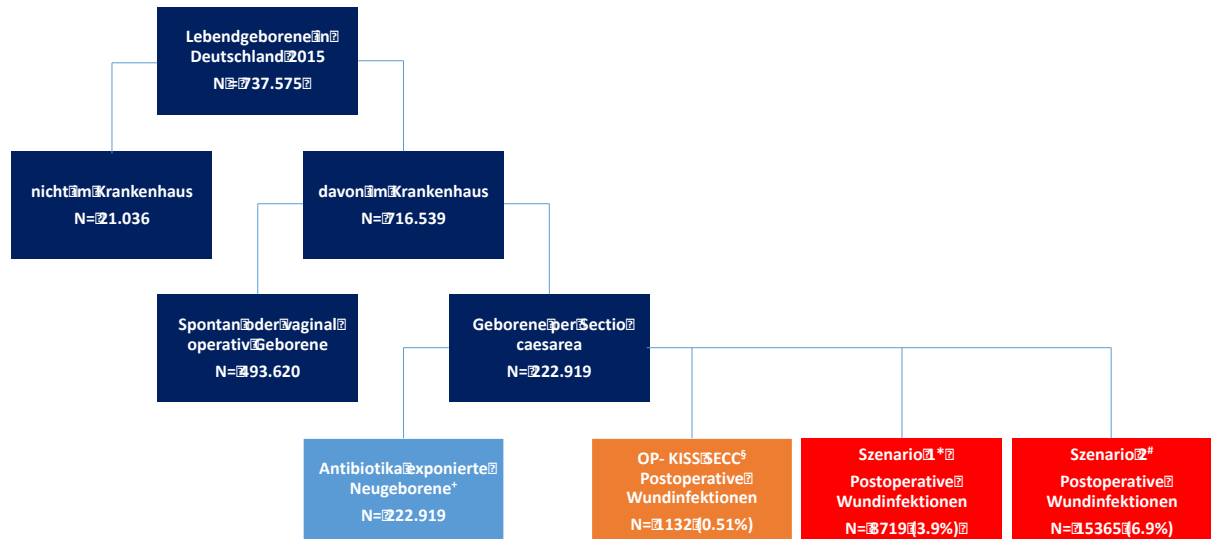 Lebendgeborene in
Deutschland 2015
N = 737.575
nicht im Krankenhaus
N= 21.036
davon im Krankenhaus
N= 716.539
Spontan oder vaginal
operativ Geborene
N= 493.620
Geborene per Sectio
caesarea
N= 222.919
Antibiotika exponierte
Neugeborene⁺
N= 222.919
OP- KISS SECC§
Postoperative
Wundinfektionen
N= 1132 (0.51%)
Szenario 1*
Postoperative
Wundinfektionen
N= 8719 (3.9%)
Szenario 2#
Postoperative
Wundinfektionen
N= 15365 (6.9%)